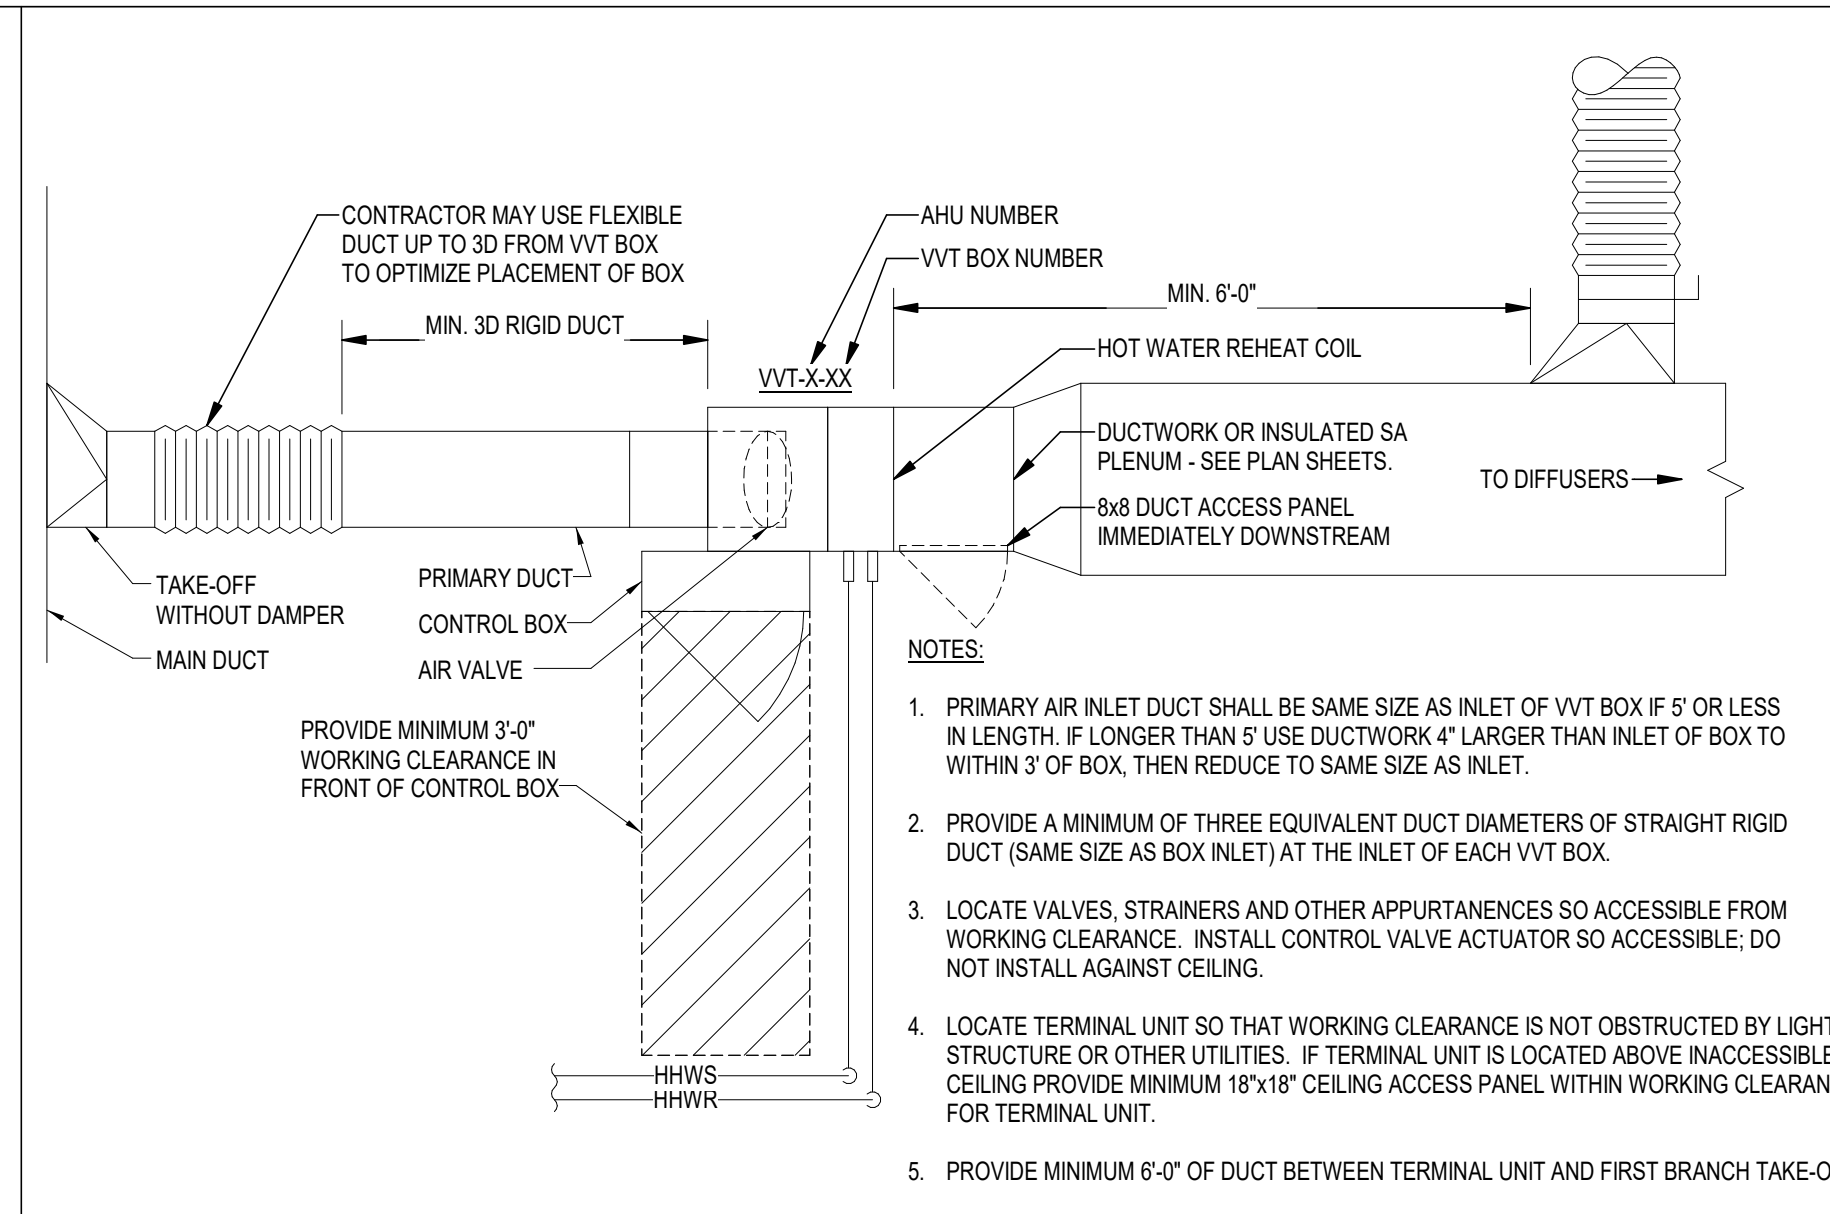 CONTRACTOR MAY USE FLEXIBLE
DUCT UP TO 3D FROM VVT BOX
TO OPTIMIZE PLACEMENT OF BOX
MIN. 3D RIGID DUCT
AHU NUMBER
VVT BOX NUMBER
VVT-X-XX
MIN. 6'-0"
HOT WATER REHEAT COIL
DUCTWORK OR INSULATED SA
PLENUM - SEE PLAN SHEETS.
8x8 DUCT ACCESS PANEL
IMMEDIATELY DOWNSTREAM
TO DIFFUSERS
TAKE-OFF
WITHOUT DAMPER
MAIN DUCT
PRIMARY DUCT
CONTROL BOX
AIR VALVE
PROVIDE MINIMUM 3'-0"
WORKING CLEARANCE IN
FRONT OF CONTROL BOX
HHWS
HHWR
NOTES:
1. PRIMARY AIR INLET DUCT SHALL BE SAME SIZE AS INLET OF VVT BOX IF 5' OR LESS
IN LENGTH. IF LONGER THAN 5' USE DUCTWORK 4" LARGER THAN INLET OF BOX TO
WITHIN 3' OF BOX, THEN REDUCE TO SAME SIZE AS INLET.
2. PROVIDE A MINIMUM OF THREE EQUIVALENT DUCT DIAMETERS OF STRAIGHT RIGID
DUCT (SAME SIZE AS BOX INLET) AT THE INLET OF EACH VVT BOX.
3. LOCATE VALVES, STRAINERS AND OTHER APPURTANENCES SO ACCESSIBLE FROM
WORKING CLEARANCE. INSTALL CONTROL VALVE ACTUATOR SO ACCESSIBLE; DO
NOT INSTALL AGAINST CEILING.
4. LOCATE TERMINAL UNIT SO THAT WORKING CLEARANCE IS NOT OBSTRUCTED BY LIGHT
STRUCTURE OR OTHER UTILITIES. IF TERMINAL UNIT IS LOCATED ABOVE INACCESSIBLE
CEILING PROVIDE MINIMUM 18"x18" CEILING ACCESS PANEL WITHIN WORKING CLEARAN
FOR TERMINAL UNIT.
5. PROVIDE MINIMUM 6'-0" OF DUCT BETWEEN TERMINAL UNIT AND FIRST BRANCH TAKE-O